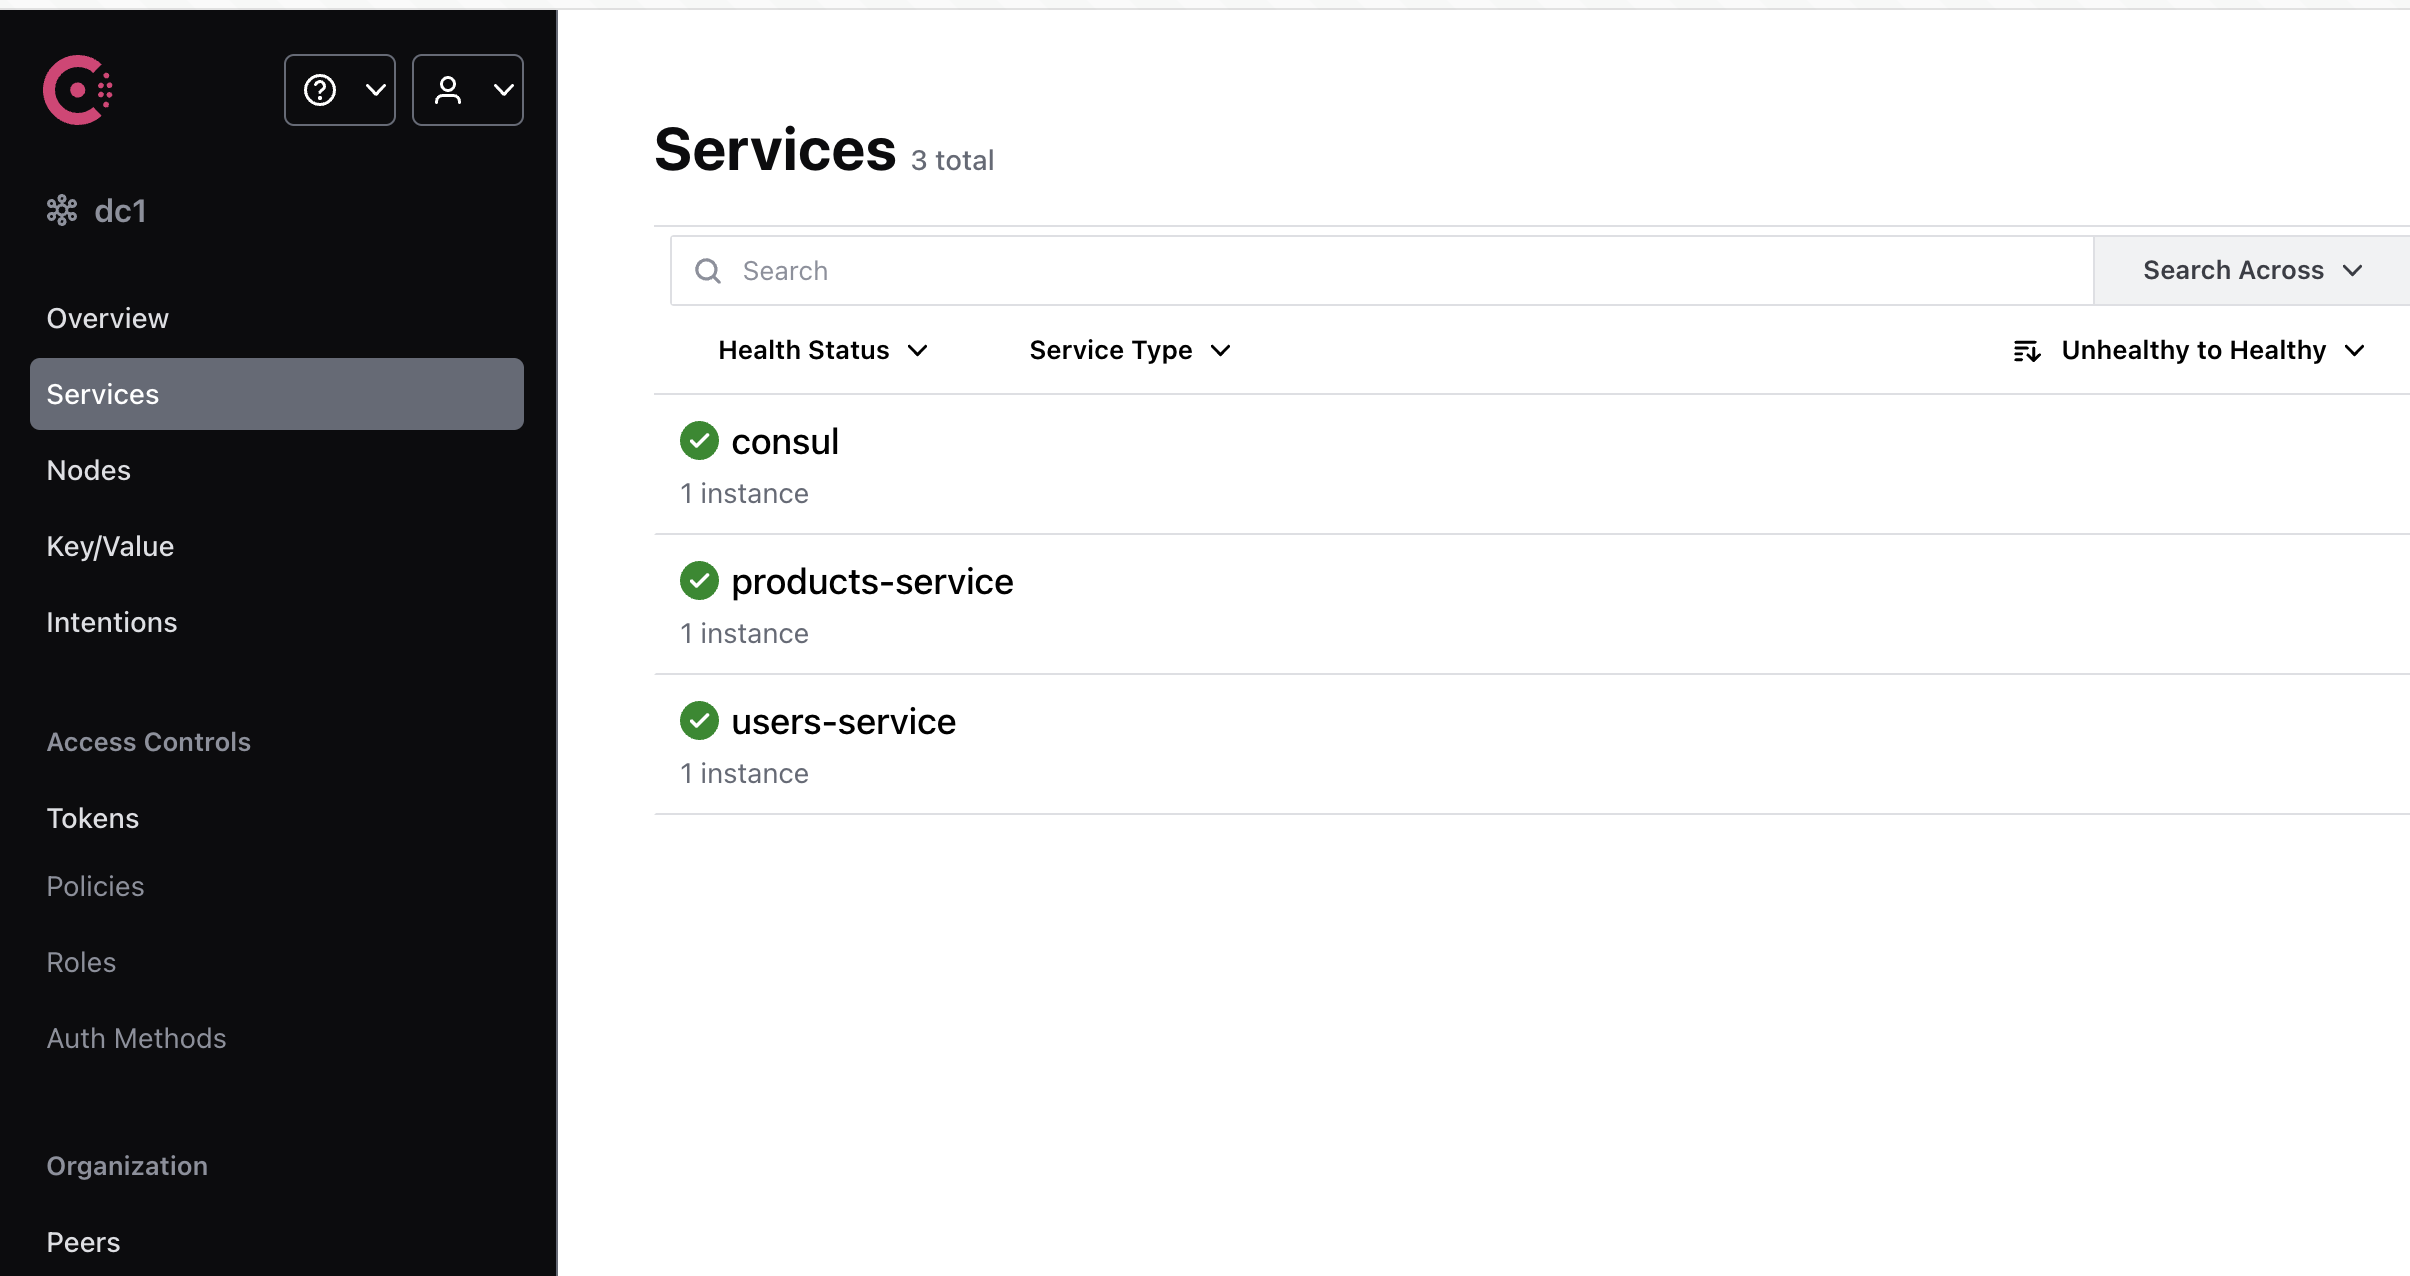 dc1
Overview
Services
Nodes
Key/Value
Intentions
Access Controls
Tokens
Policies
Roles
Auth Methods
Organization
Peers
Services 3 total
Search
Search Across
Health Status
Service Type
Unhealthy to Healthy
consul
1 instance
products-service
1 instance
users-service
1 instance